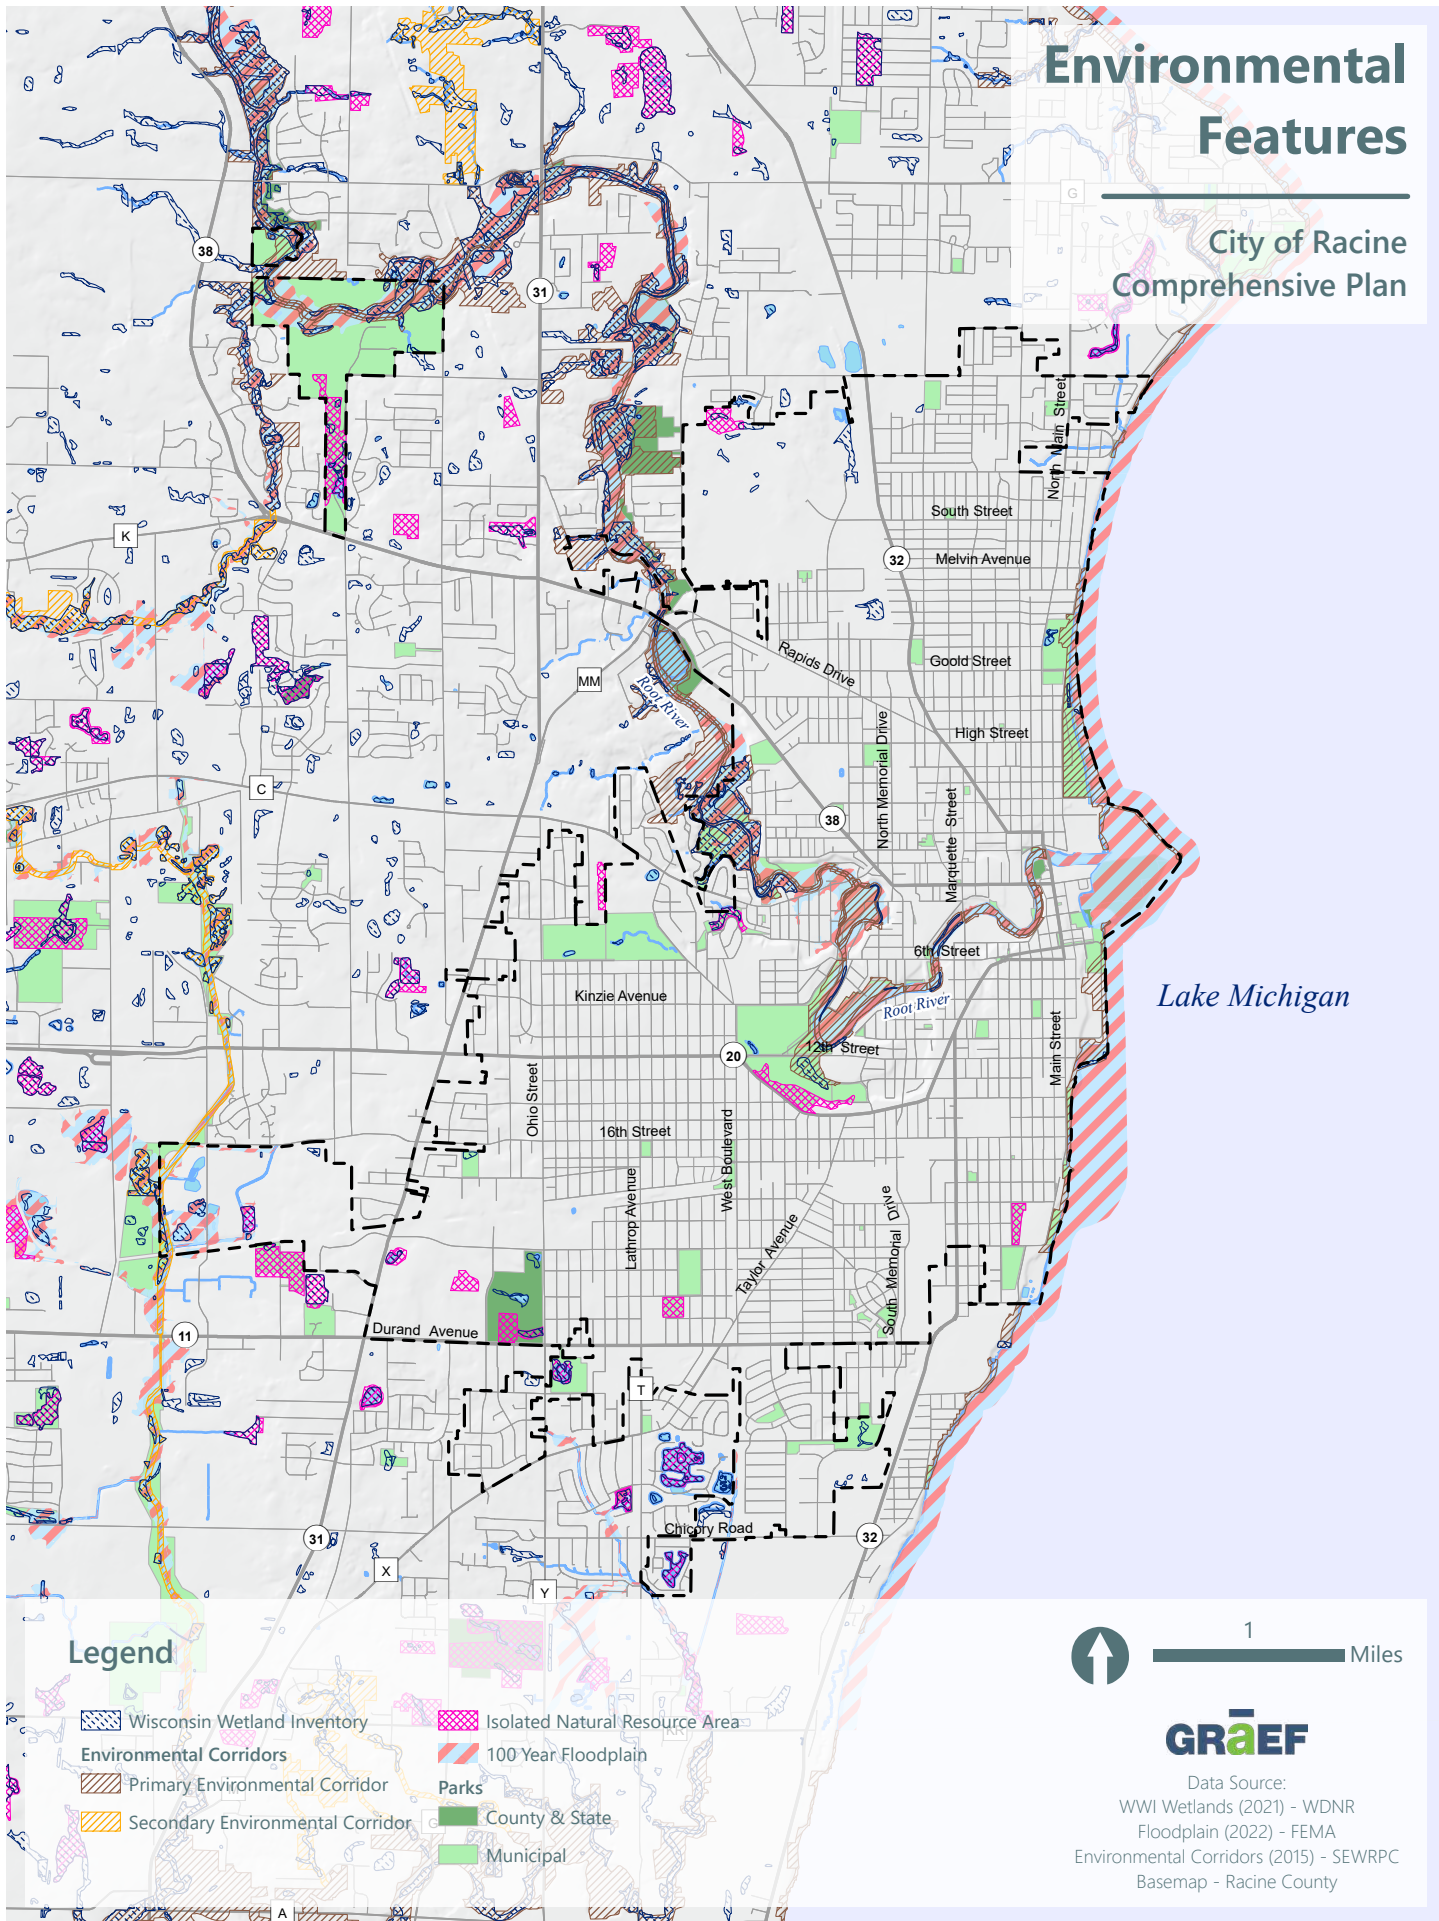 Environmental
Features
City of Racine
Comprehensive Plan
G
38
31
North Main Street
K
South Street
32
Melvin Avenue
Rapids Drive
Goold Street
MM
Root River
North Memorial Drive
High Street
C
38
Marquette Street
6th Street
Kinzie Avenue
Root River
Lake Michigan
20
12th Street
Main Street
Ohio Street
16th Street
West Boulevard
Lathrop Avenue
Taylor Avenue
South Memorial Drive
11
Durand Avenue
T
Chicory Road
31
32
X
Y
Legend
Wisconsin Wetland Inventory
Environmental Corridors
Primary Environmental Corridor
Secondary Environmental Corridor
Isolated Natural Resource Area
100 Year Floodplain
Parks
County & State
Municipal
KR
H
G
A
1
Miles
GRaEF
Data Source:
WWI Wetlands (2021) - WDNR
Floodplain (2022) - FEMA
Environmental Corridors (2015) - SEWRPC
Basemap - Racine County